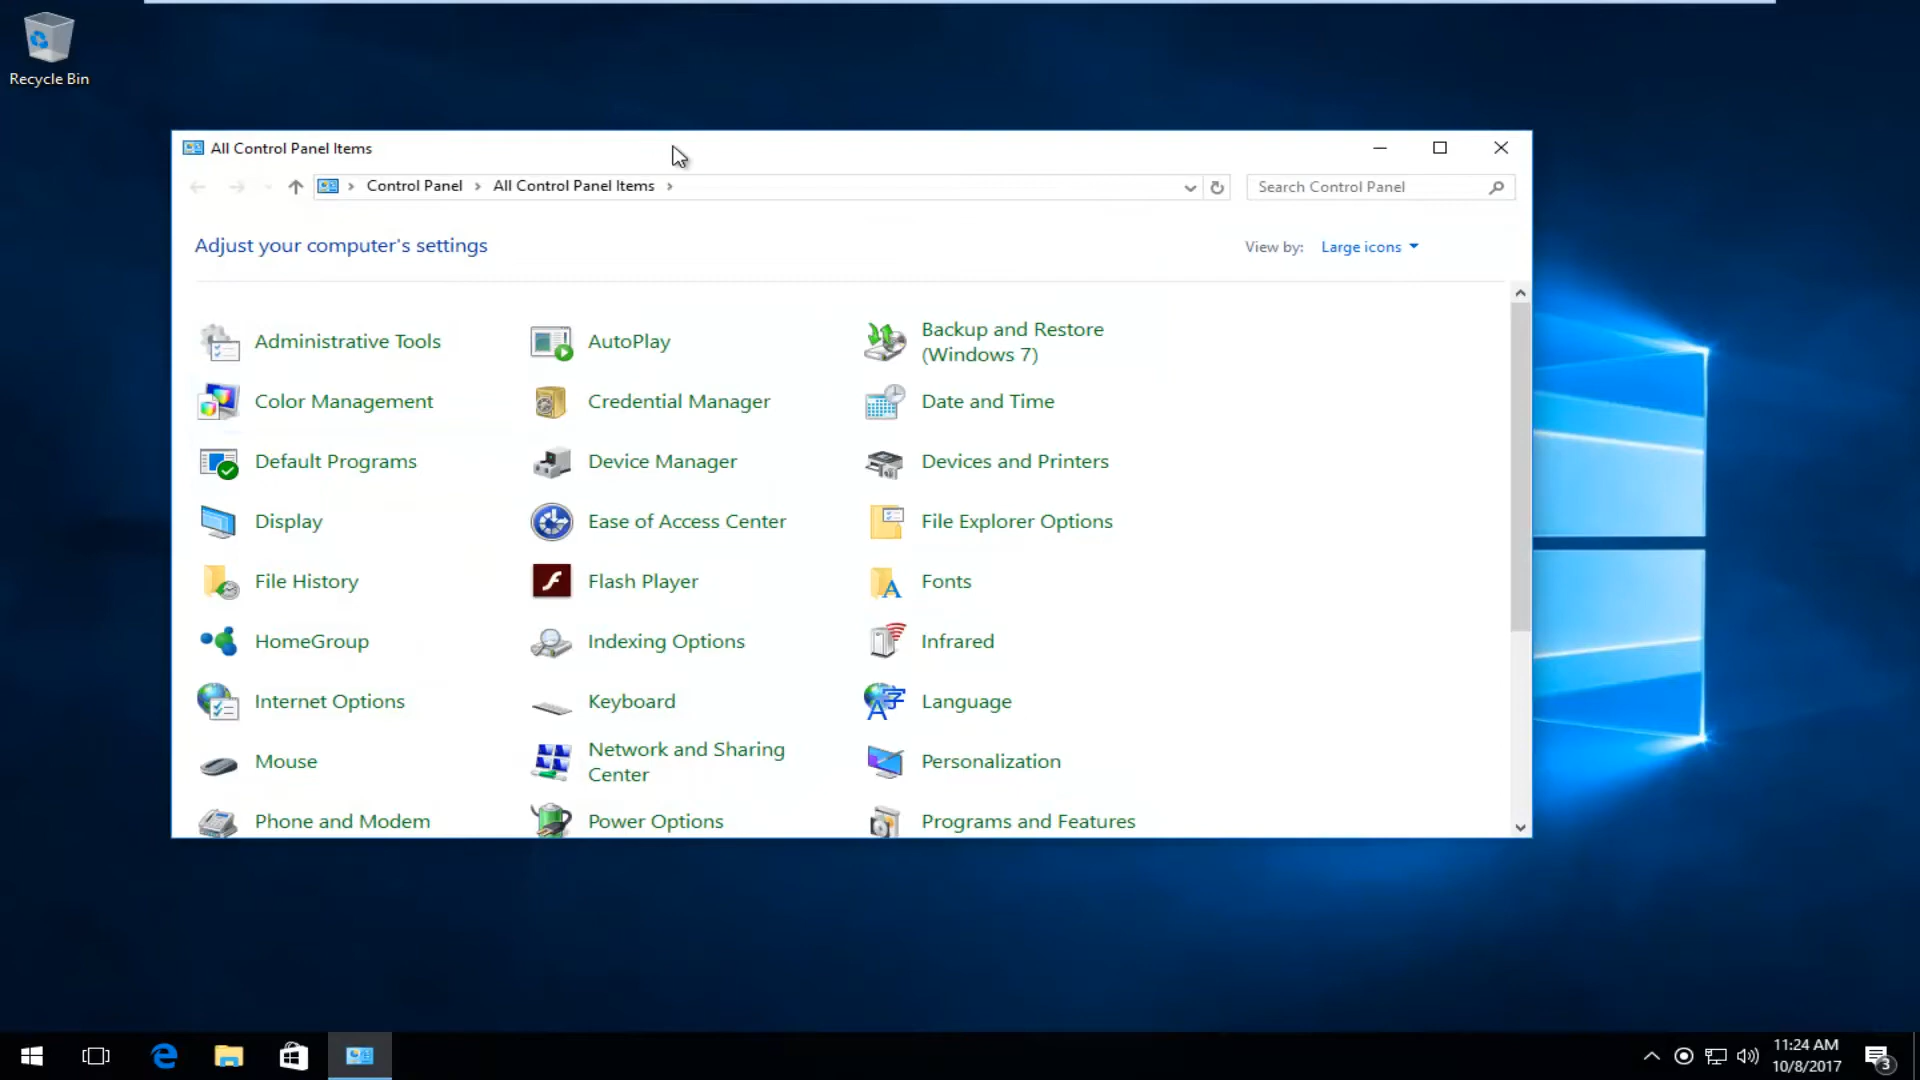 Recycle Bin
All Control Panel Items
Control Panel > All Control Panel Items >
Search Control Panel
Adjust your computer's settings
View by: Large icons
Administrative Tools
AutoPlay
Backup and Restore
(Windows 7)
Color Management
Credential Manager
Date and Time
Default Programs
Device Manager
Devices and Printers
Display
Ease of Access Center
File Explorer Options
File History
Flash Player
Fonts
HomeGroup
Indexing Options
Infrared
Internet Options
Keyboard
Language
Mouse
Network and Sharing
Center
Personalization
Phone and Modem
Power Options
Programs and Features
11:24 AM
10/8/2017
3